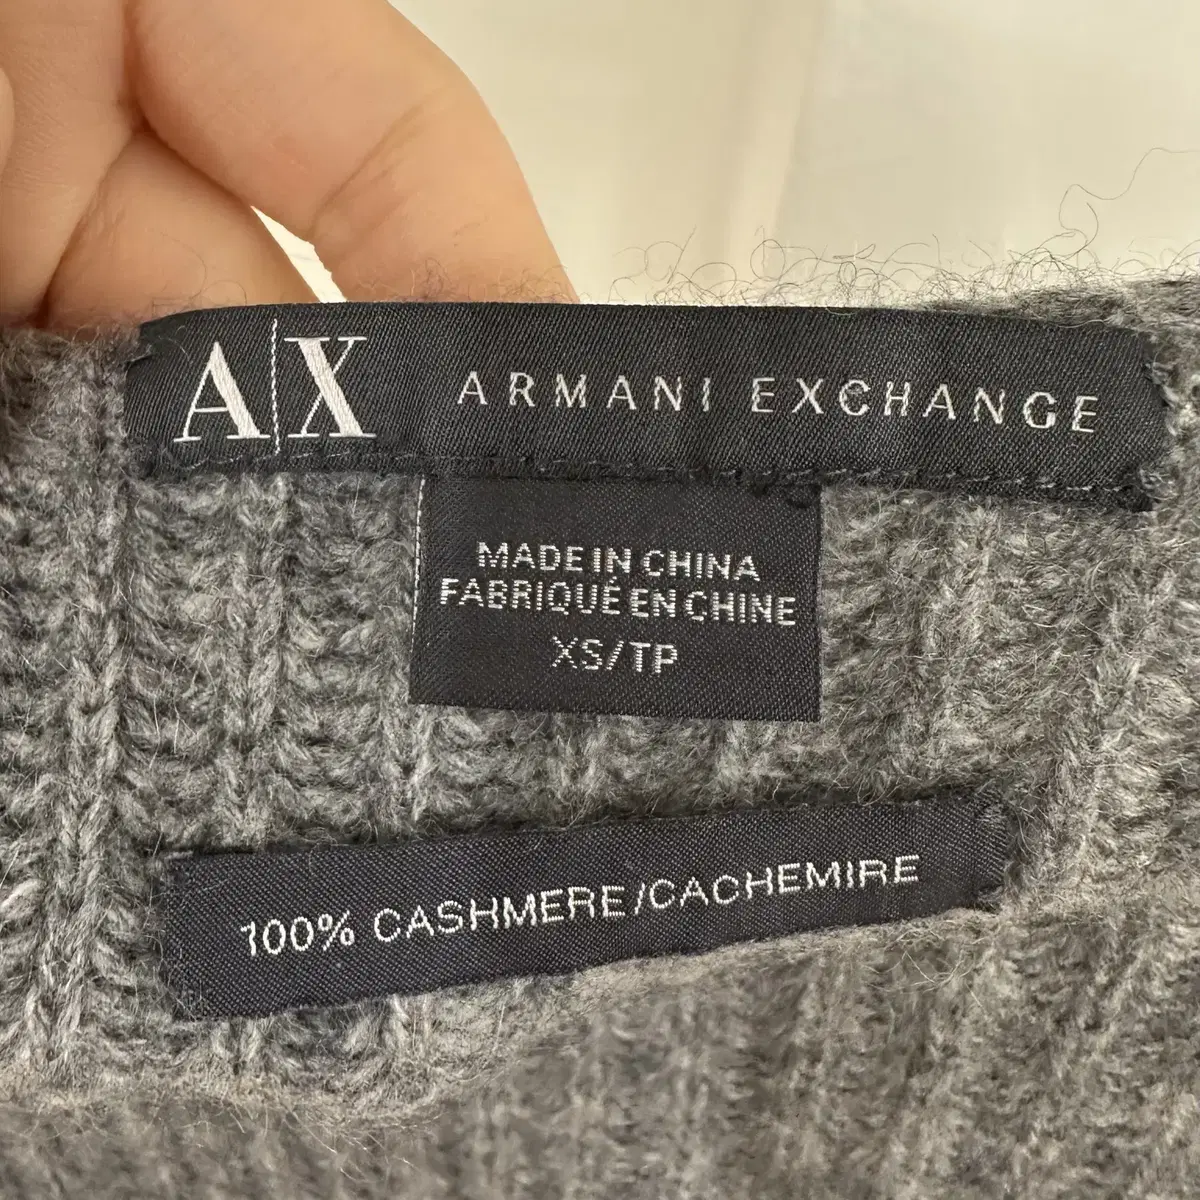 A|X ARMANI EXCHANGE
MADE IN CHINA
FABRIQUÉ EN CHINE
XS/TP
100% CASHMERE/CACHEMIRE